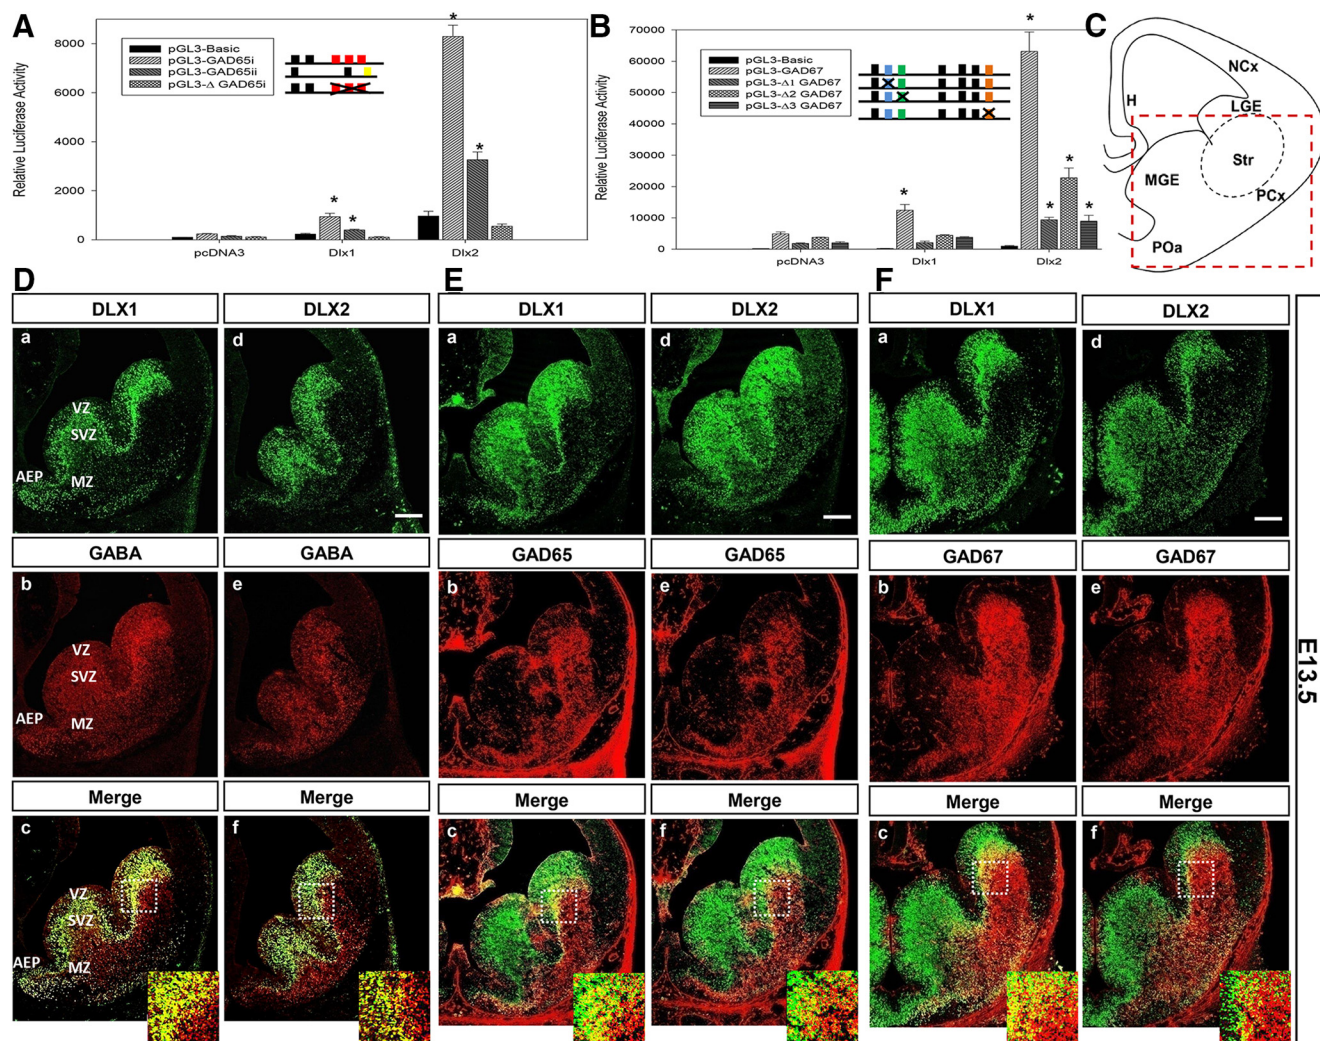 A
Relative Luciferase Activity
8000
6000
4000
2000
0
pGL3-Basic
pGL3-GAD65i
pGL3-GAD65ii
pGL3-Δ GAD65i
*
*
*
*
pcDNA3
Dlx1
Dlx2
B
Relative Luciferase Activity
70000
60000
50000
40000
30000
20000
10000
0
pGL3-Basic
pGL3-GAD67
pGL3-Δ1 GAD67
pGL3-Δ2 GAD67
pGL3-Δ3 GAD67
*
*
*
*
*
pcDNA3
Dlx1
Dlx2
C
NCx
H
LGE
Str
MGE
PCx
POa
D
DLX1
DLX2
a
d
VZ
SVZ
AEP
MZ
GABA
GABA
b
e
VZ
SVZ
AEP
MZ
Merge
Merge
c
f
VZ
SVZ
AEP
MZ
E
DLX1
DLX2
a
d
GAD65
GAD65
b
e
Merge
Merge
c
f
F
DLX1
DLX2
a
d
GAD67
GAD67
b
e
Merge
Merge
c
f
E13.5